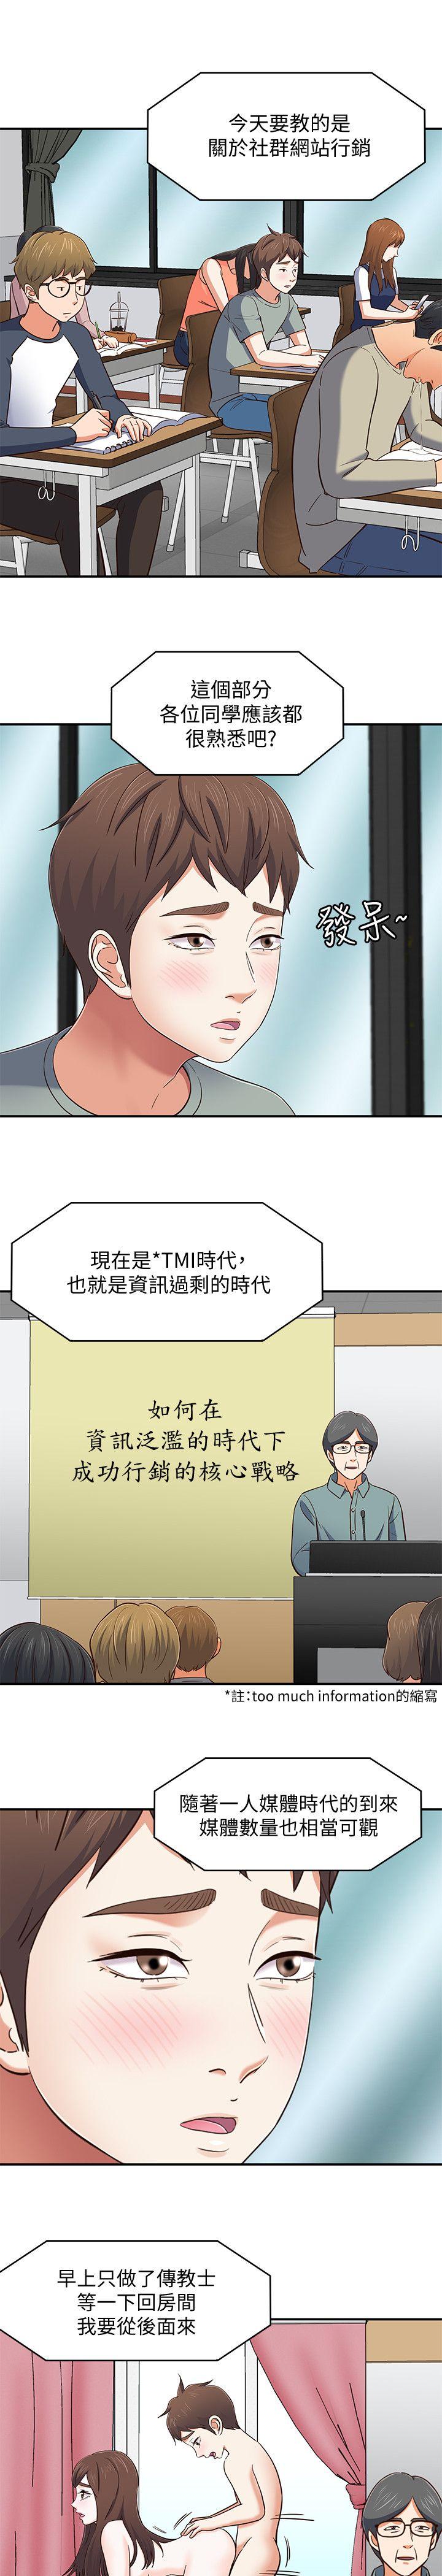 今天要教的是
關於社群網站行銷
這個部分
各位同學應該都
很熟悉吧?
發呆~
現在是*TMI時代,
也就是資訊過剩的時代
如何在
資訊泛濫的時代下
成功行銷的核心戰略
*註:too much information的縮寫
隨著一人媒體時代的到來
媒體數量也相當可觀
早上只做了傳教士
等一下回房間
我要從後面來